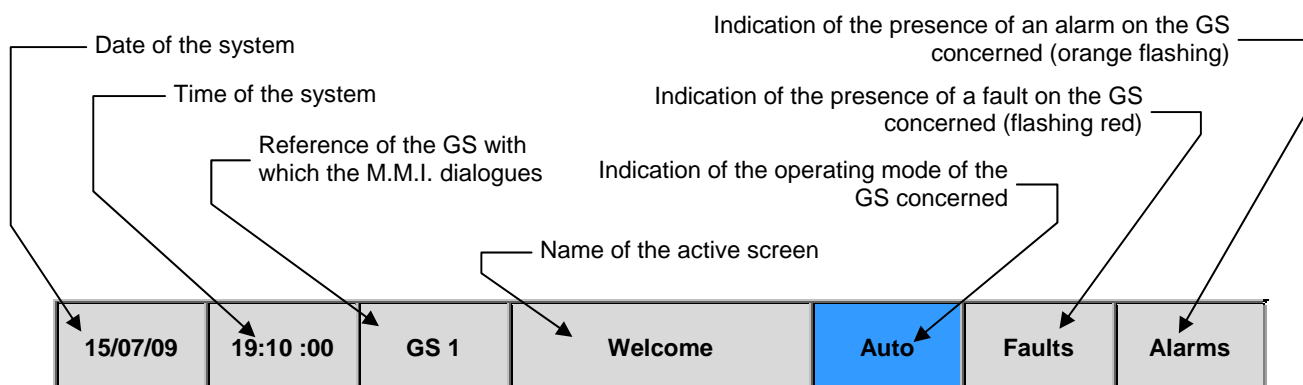 Indication of the presence of an alarm on the GS
concerned (orange flashing)
Date of the system
Time of the system
Indication of the presence of a fault on the GS
concerned (flashing red)
Reference of the GS with
which the M.M.I. dialogues
Indication of the operating mode of the
GS concerned
Name of the active screen
15/07/09 19:10 :00 GS 1 Welcome Auto Faults Alarms